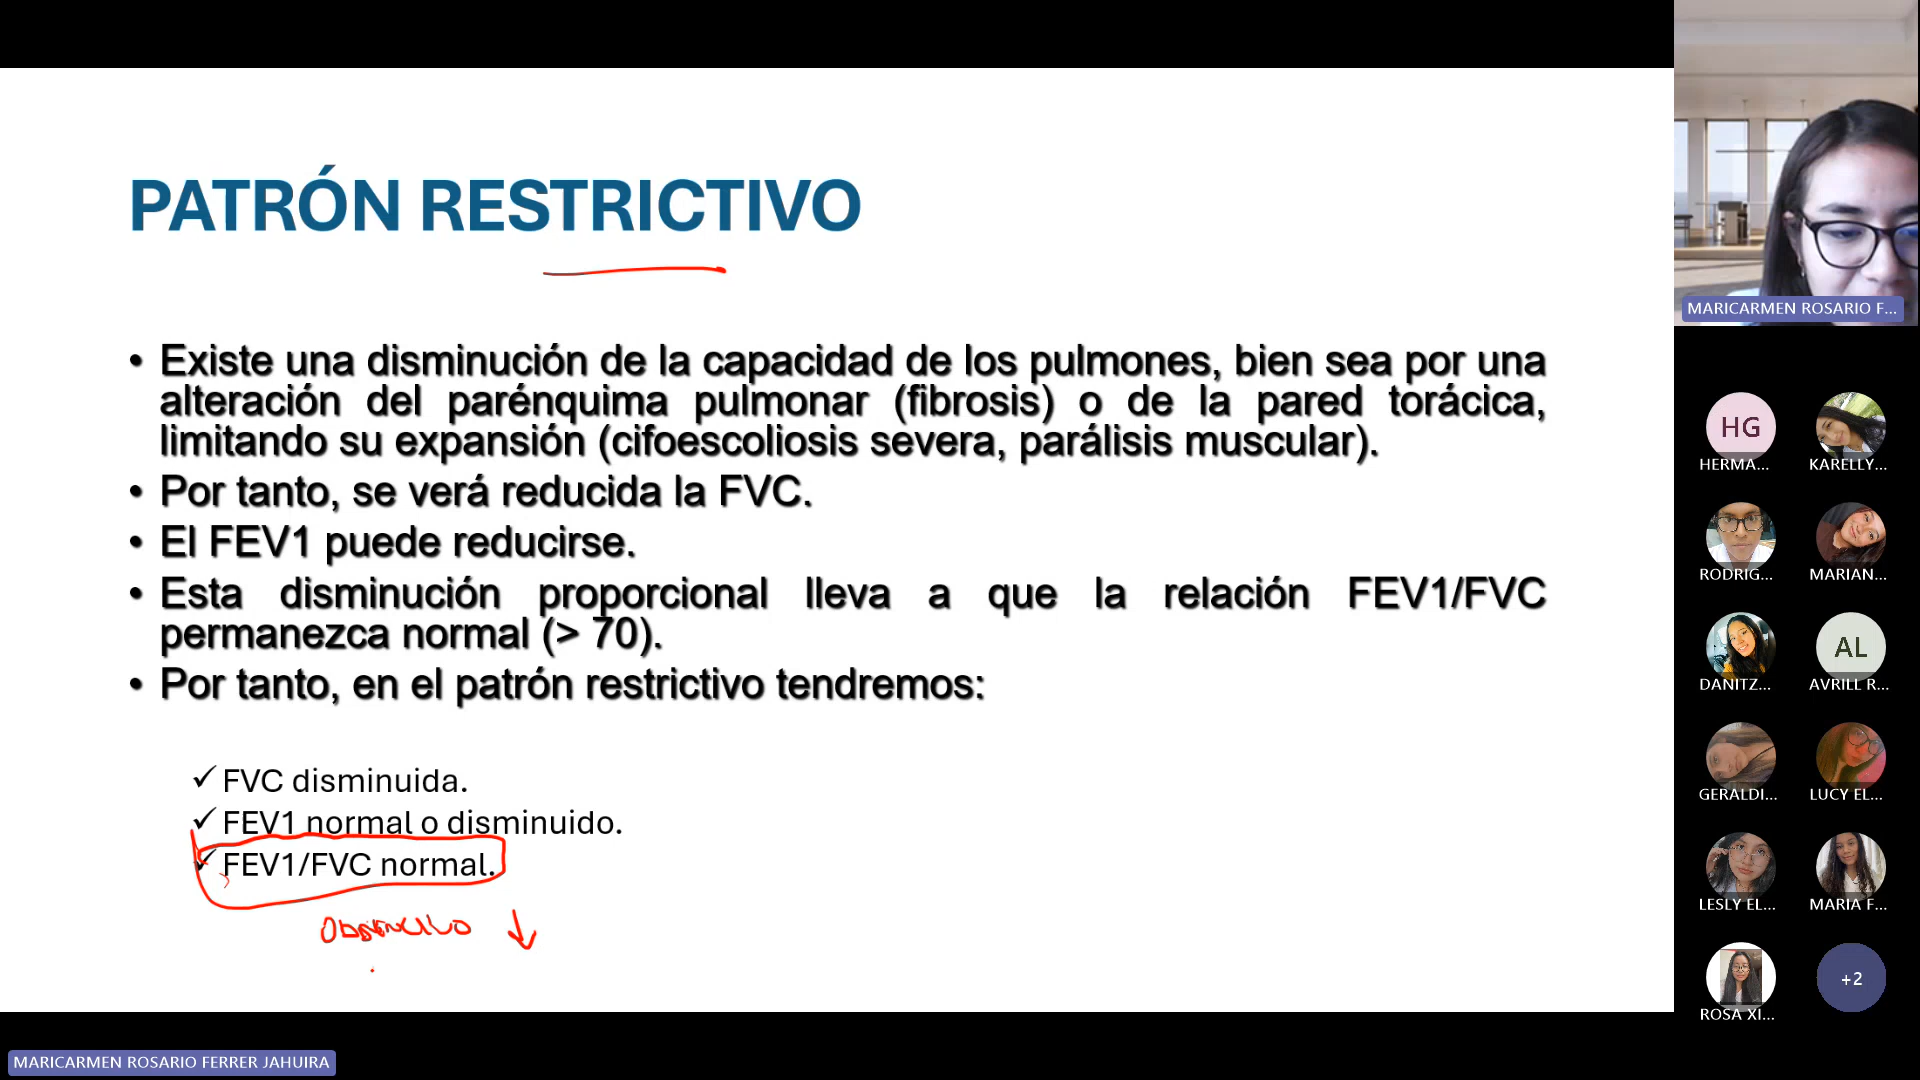 PATRÓN RESTRICTIVO
• Existe una disminución de la capacidad de los pulmones, bien sea por una
alteración del parénquima pulmonar (fibrosis) o de la pared torácica,
limitando su expansión (cifoescoliosis severa, parálisis muscular).
• Por tanto, se verá reducida la FVC.
• El FEV1 puede reducirse.
• Esta disminución proporcional lleva a que la relación FEV1/FVC
permanezca normal (> 70).
• Por tanto, en el patrón restrictivo tendremos:
✓ FVC disminuida.
✓ FEV1 normal o disminuido.
✓ FEV1/FVC normal.
MARICARMEN ROSARIO F...
HG
HERMA...
KARELLY...
RODRIG...
MARIAN...
DANITZ...
AL
AVRILL R...
GERALDI...
LUCY EL...
LESLY EL...
MARIA F...
ROSA XI...
+2
MARICARMEN ROSARIO FERRER JAHUIRA